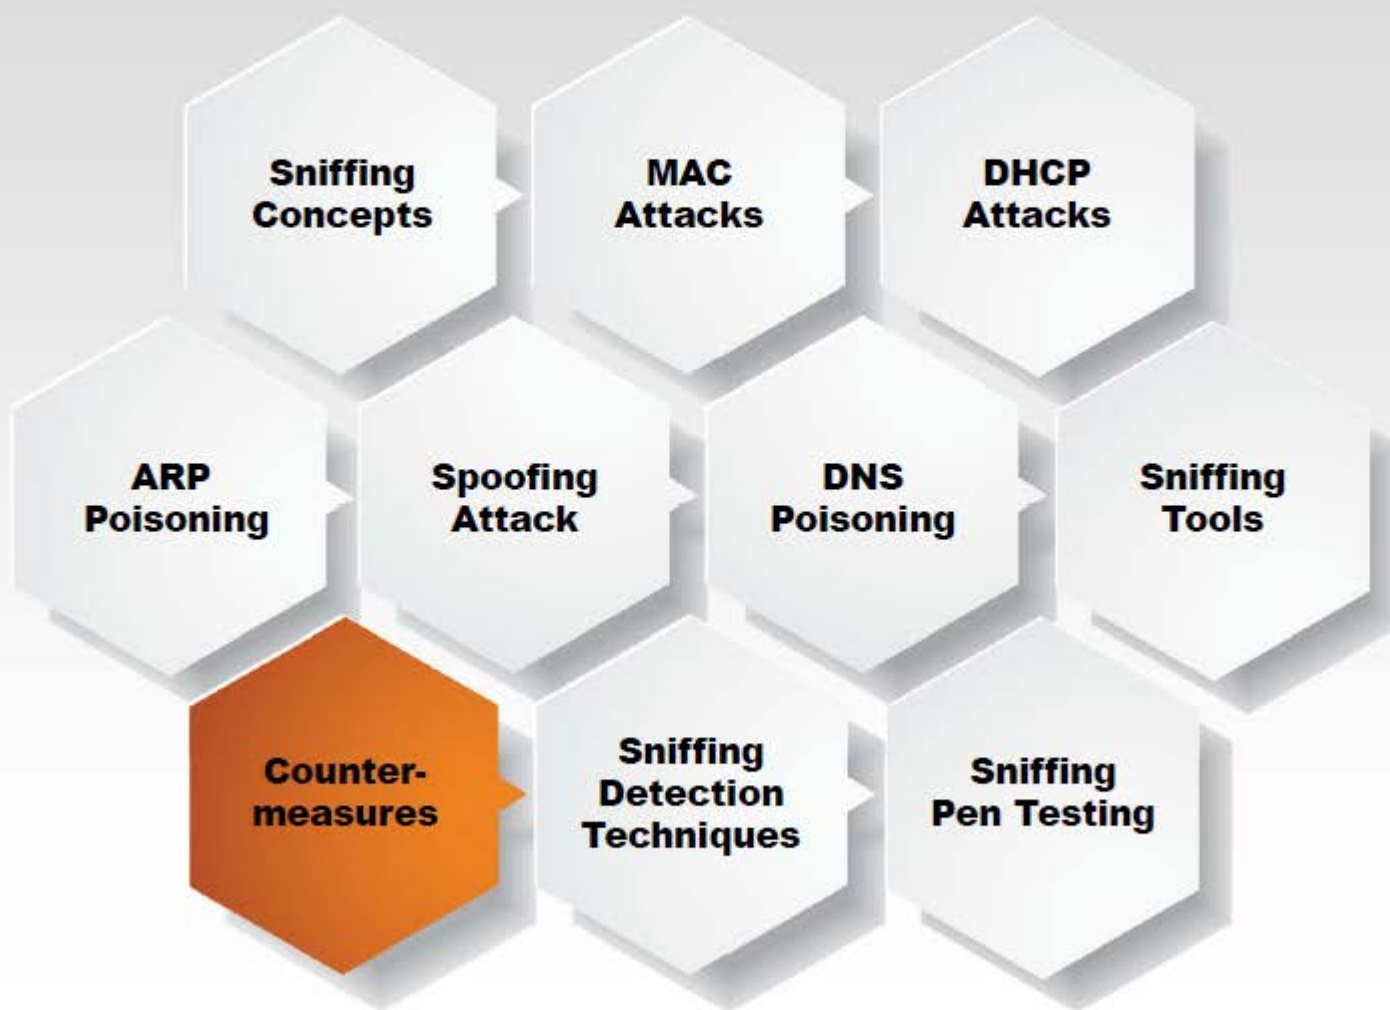 Sniffing
Concepts
MAC
Attacks
DHCP
Attacks
ARP
Poisoning
Spoofing
Attack
DNS
Poisoning
Sniffing
Tools
Counter-
measures
Sniffing
Detection
Techniques
Sniffing
Pen Testing